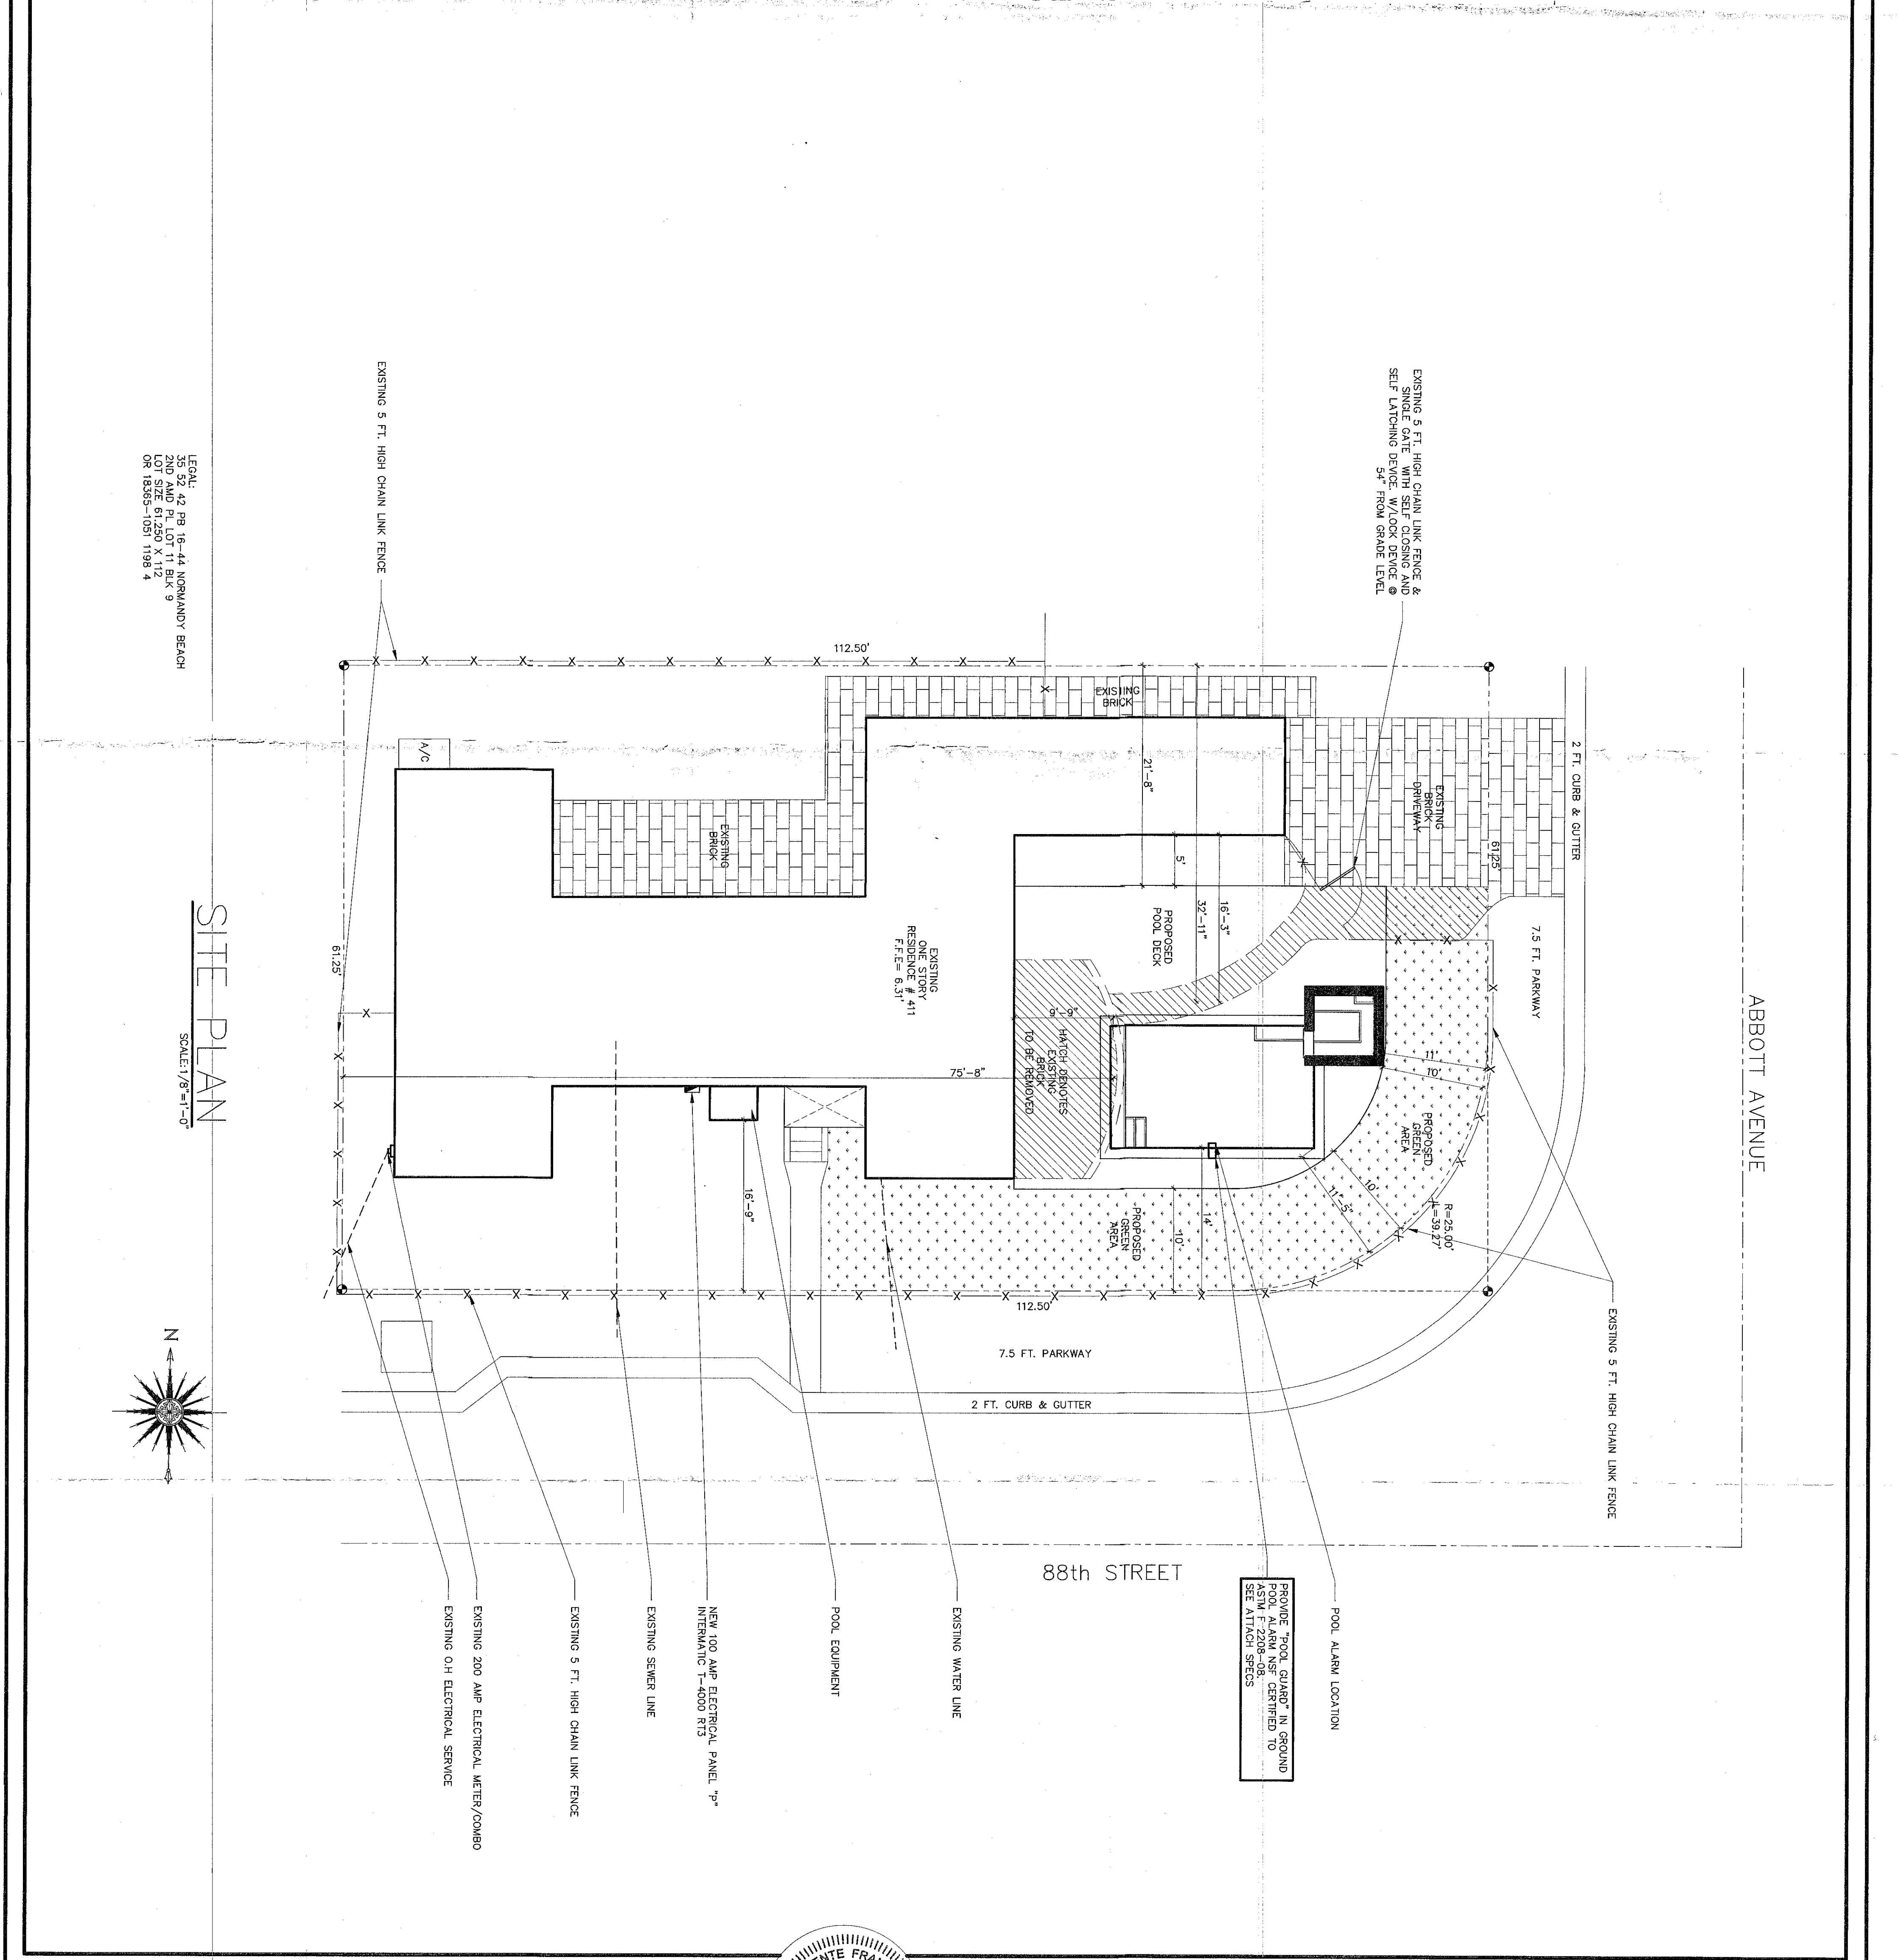 ABBOTT AVENUE
2 FT. CURB & GUTTER
7.5 FT. PARKWAY
61.25'
EXISTING 5 FT. HIGH CHAIN LINK FENCE &
SINGLE GATE WITH SELF CLOSING AND
SELF LATCHING DEVICE. W/LOCK DEVICE @
54" FROM GRADE LEVEL
EXISTING
BRICK
DRIVEWAY
EXISTING
BRICK
112.50'
21'-8"
5'
16'-3"
32'-11"
PROPOSED
POOL DECK
9'-9"
HATCH DENOTES
EXISTING
BRICK
TO BE REMOVED
11'
10'
PROPOSED
GREEN
AREA
R=25.00'
L=39.27'
10'
11'-5"
EXISTING 5 FT. HIGH CHAIN LINK FENCE
PROPOSED
GREEN
AREA
14'
10'
EXISTING
ONE STORY
RESIDENCE # 411
F.F.E= 6.31'
EXISTING
BRICK
A/C
75'-8"
16'-9"
61.25'
112.50'
7.5 FT. PARKWAY
2 FT. CURB & GUTTER
88th STREET
POOL ALARM LOCATION
PROVIDE "POOL GUARD" IN GROUND
POOL ALARM NSF CERTIFIED TO
ASTM F-2208-08.
SEE ATTACH SPECS
EXISTING WATER LINE
POOL EQUIPMENT
NEW 100 AMP ELECTRICAL PANEL "P"
INTERMATIC T-4000 RT3
EXISTING SEWER LINE
EXISTING 5 FT. HIGH CHAIN LINK FENCE
EXISTING 200 AMP ELECTRICAL METER/COMBO
EXISTING O.H ELECTRICAL SERVICE
EXISTING 5 FT. HIGH CHAIN LINK FENCE
LEGAL:
35 52 42 PB 16-44 NORMANDY BEACH
2ND AMD PL LOT 11 BLK 9
LOT SIZE 61.250 X 112
OR 18365-1051 1198 4
SITE PLAN
SCALE:1/8"=1'-0"
N